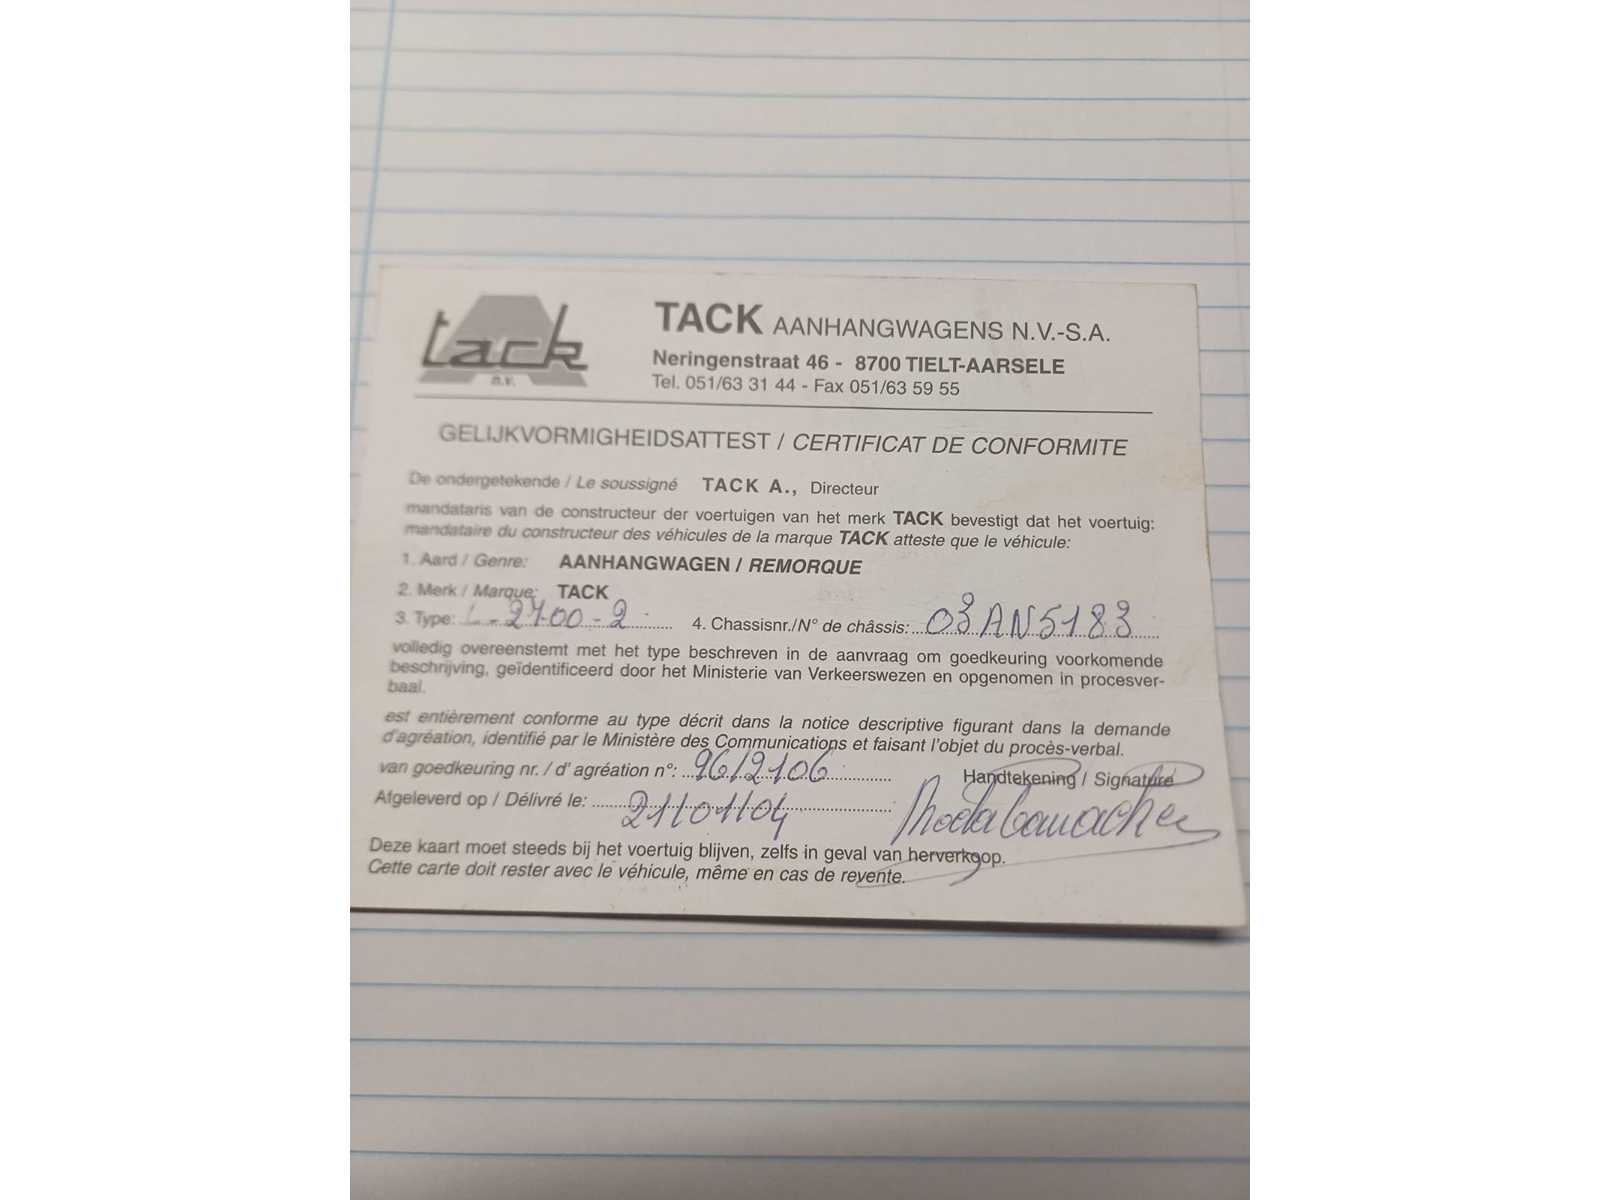 tack
n.v.
TACK AANHANGWAGENS N.V.-S.A.
Neringenstraat 46 - 8700 TIELT-AARSELE
Tel. 051/63 31 44 - Fax 051/63 59 55
GELIJKVORMIGHEIDSATTEST / CERTIFICAT DE CONFORMITE
De ondergetekende / Le soussigné TACK A., Directeur
mandataris van de constructeur der voertuigen van het merk TACK bevestigt dat het voertuig:
mandataire du constructeur des véhicules de la marque TACK atteste que le véhicule:
1. Aard / Genre: AANHANGWAGEN / REMORQUE
2. Merk / Marque: TACK
3. Type: L-2700-2 4. Chassisnr./N° de châssis: 03AN5183
volledig overeenstemt met het type beschreven in de aanvraag om goedkeuring voorkomende
beschrijving, geïdentificeerd door het Ministerie van Verkeerswezen en opgenomen in procesver-
baal.
est entièrement conforme au type décrit dans la notice descriptive figurant dans la demande
d'agréation, identifié par le Ministère des Communications et faisant l'objet du procès-verbal.
van goedkeuring nr. / d'agréation n°: 96/2106 Handtekening / Signature
Afgeleverd op / Délivré le: 21/01/04
Deze kaart moet steeds bij het voertuig blijven, zelfs in geval van herverkoop.
Cette carte doit rester avec le véhicule, même en cas de revente.